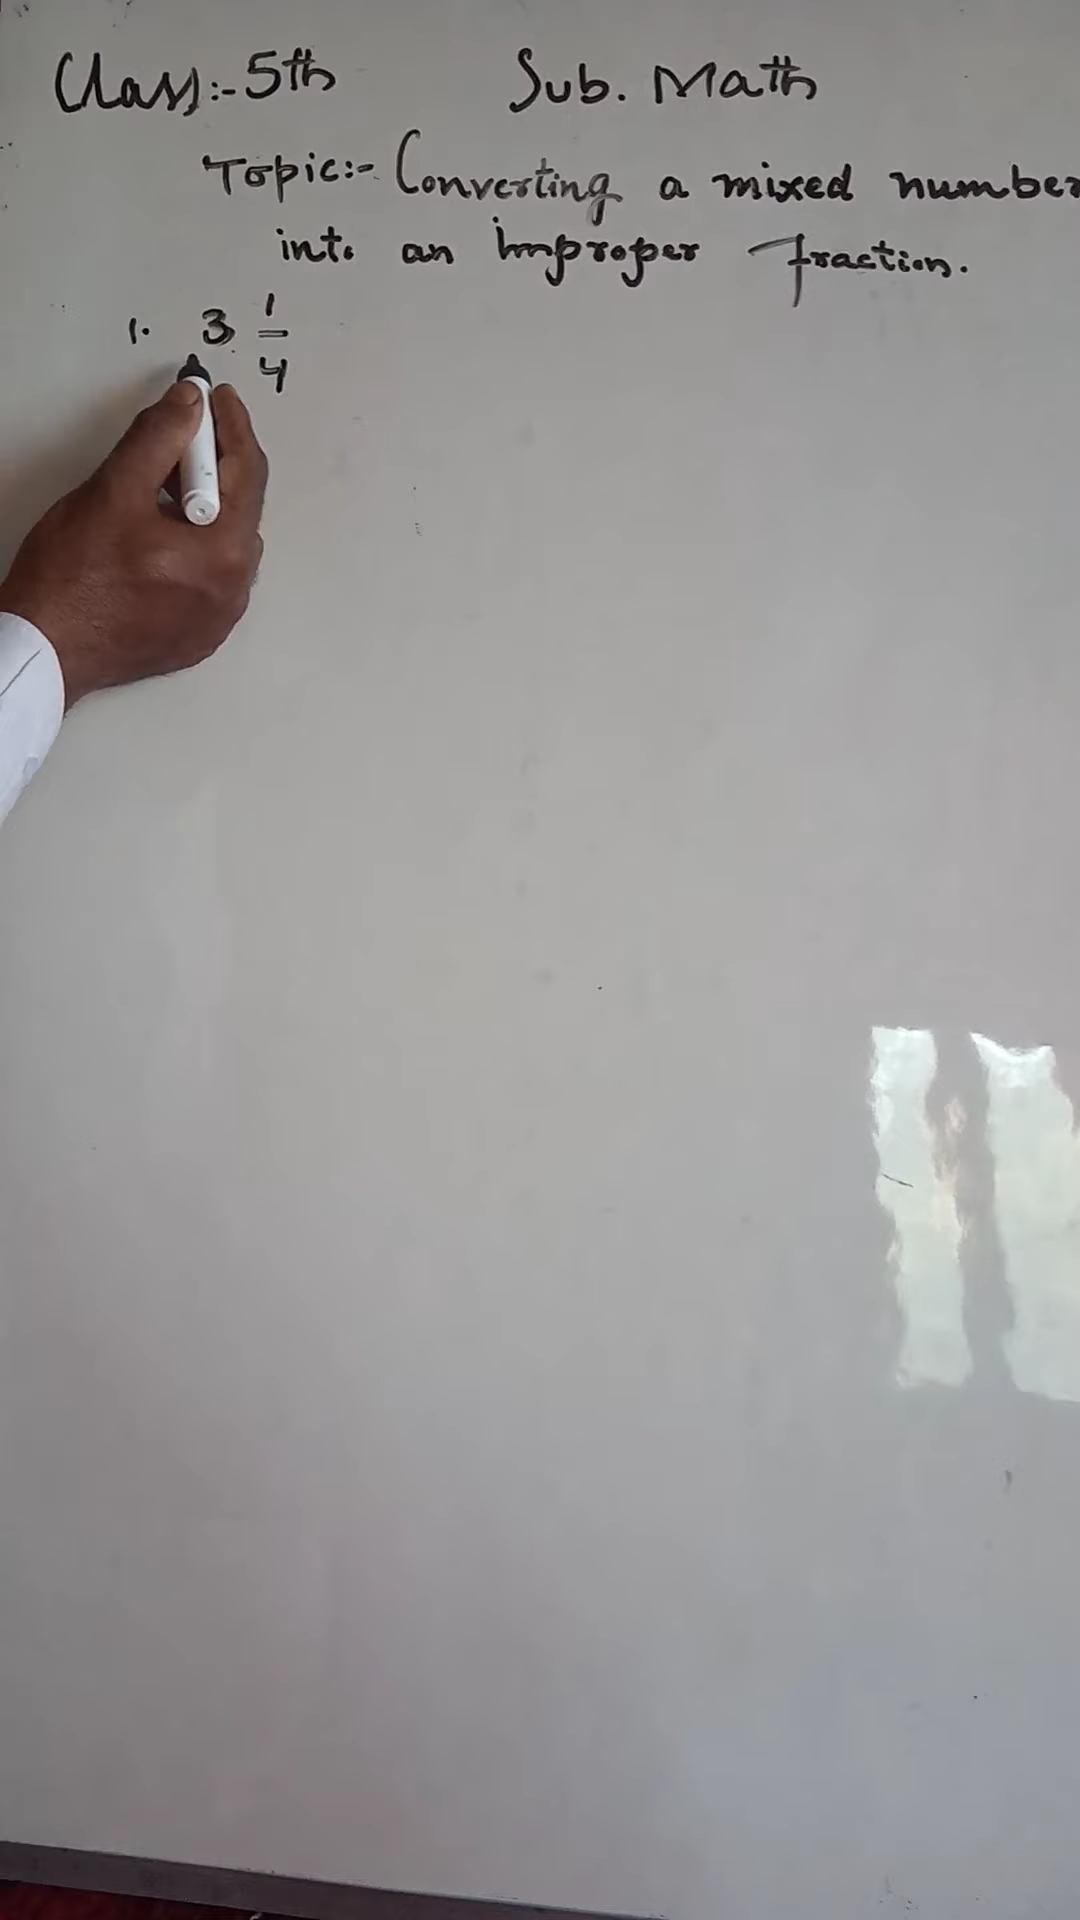 Class:- 5th Sub. Math
Topic:- Converting a mixed number
into an improper fraction.
1. 3 1/4